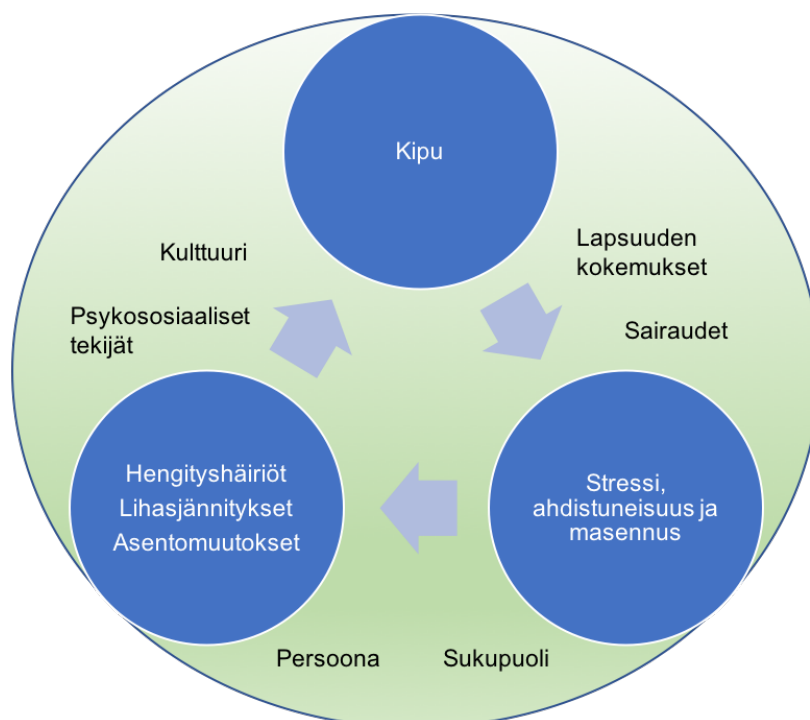 Kipu
Kulttuuri
Lapsuuden
kokemukset
Psykososiaaliset
tekijät
Sairaudet
Hengityshäiriöt
Lihasjännitykset
Asentomuutokset
Stressi,
ahdistuneisuus ja
masennus
Persoona
Sukupuoli